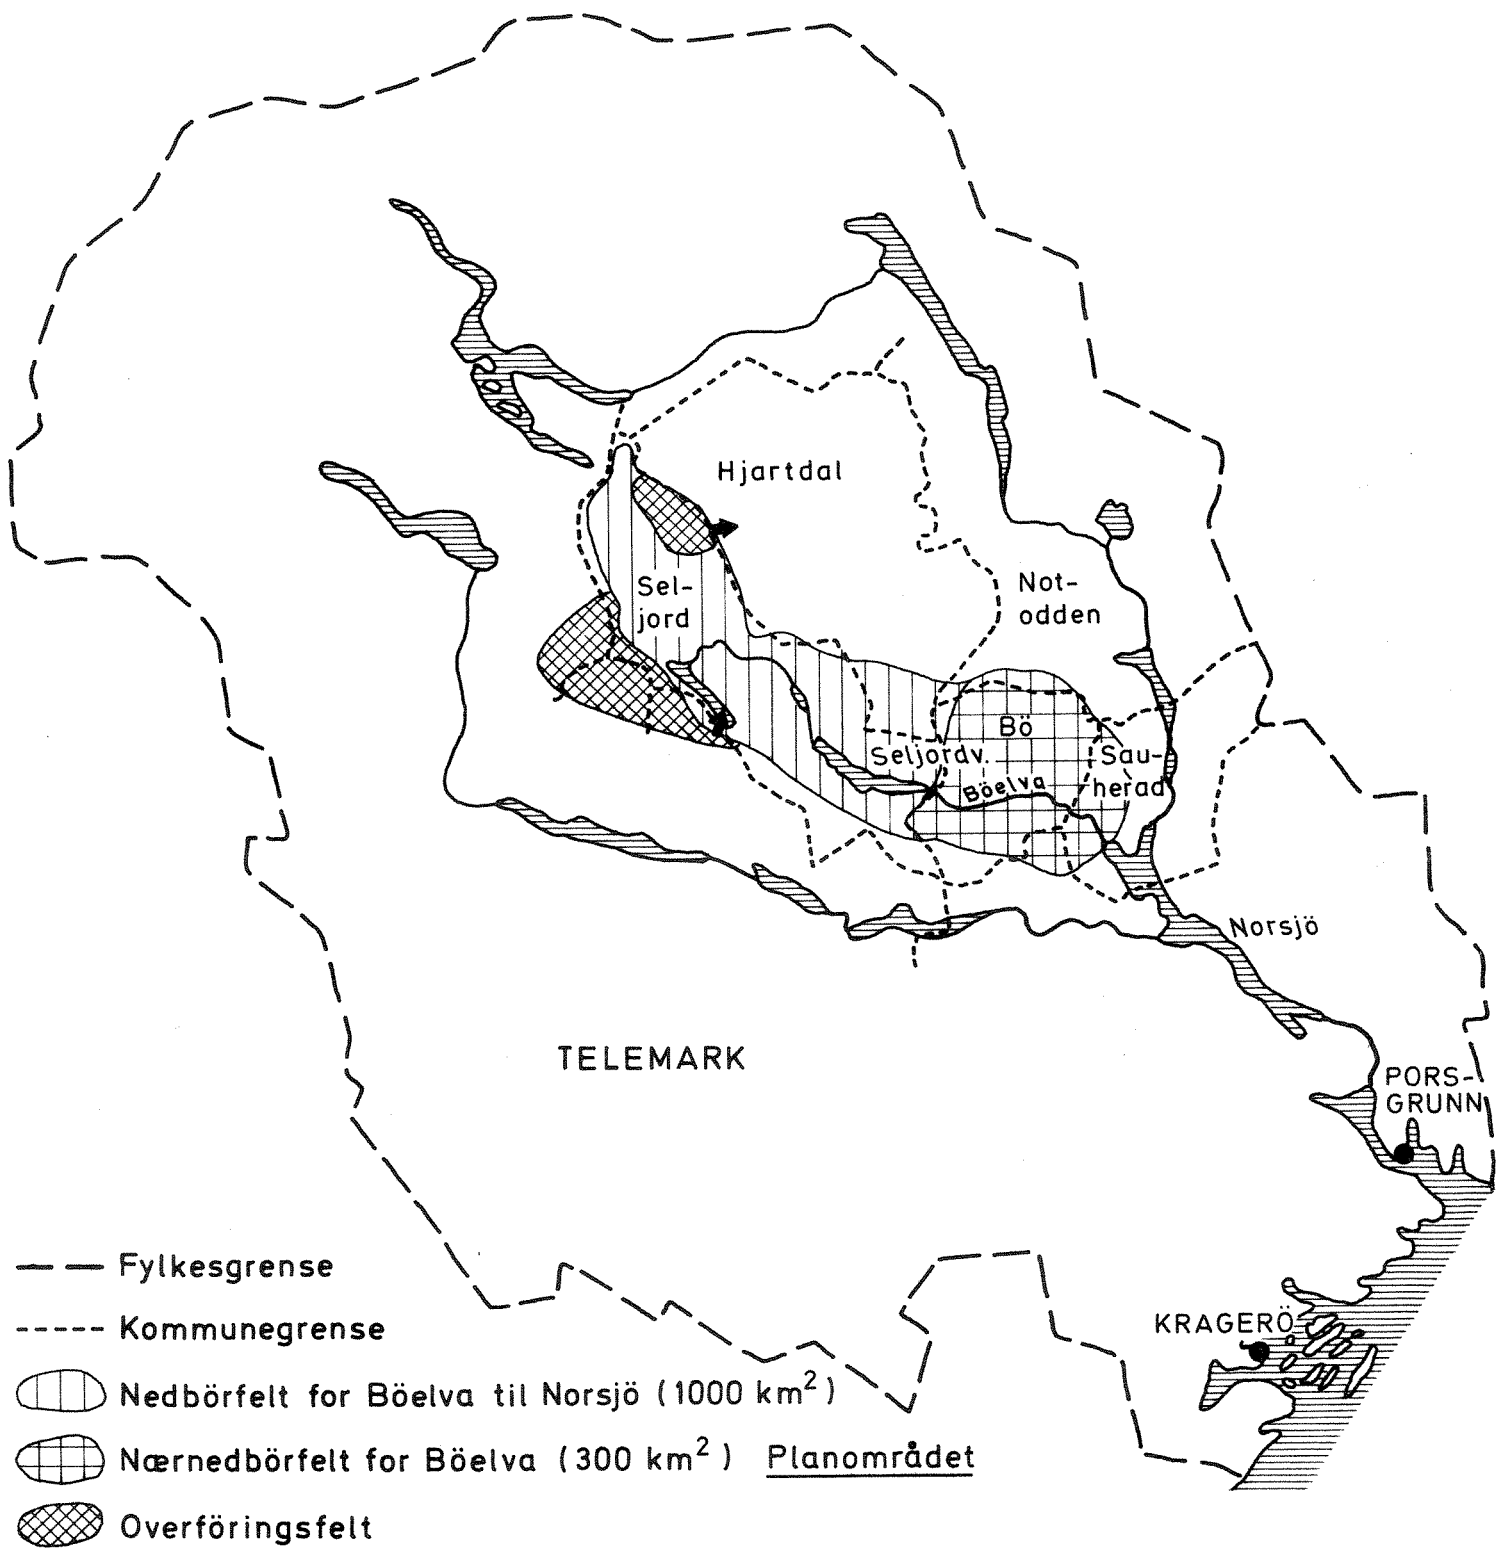 Hjartdal
Sel-
jord
Not-
odden
Bö
Seljordv.
Sau-
herad
Böelva
Norsjö
TELEMARK
PORS-
GRUNN
KRAGERÖ
Fylkesgrense
Kommunegrense
Nedbörfelt for Böelva til Norsjö (1000 km²)
Nærnedbörfelt for Böelva (300 km²) Planområdet
Overföringsfelt